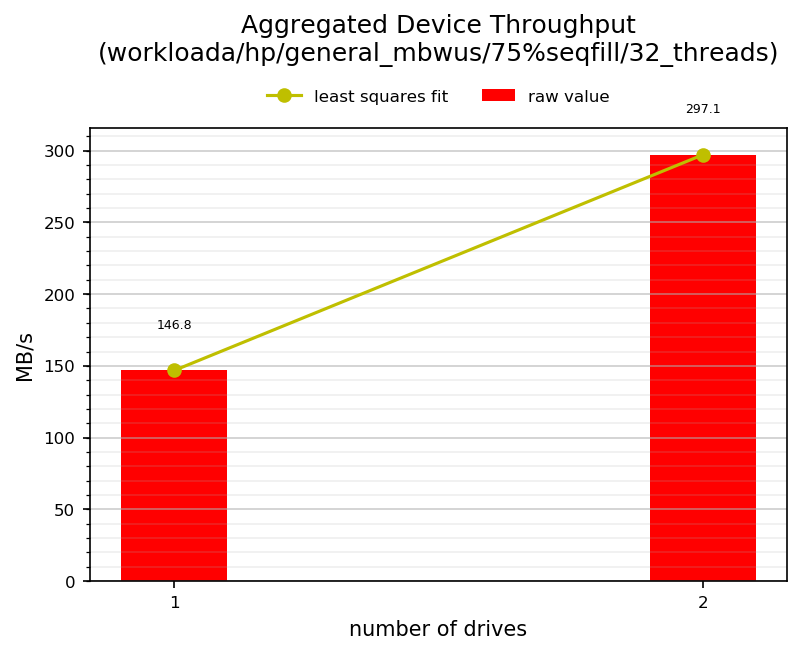 Aggregated Device Throughput
(workloada/hp/general_mbwus/75%seqfill/32_threads)
least squares fit
raw value
297.1
146.8
300
250
200
150
100
50
0
MB/s
1
2
number of drives